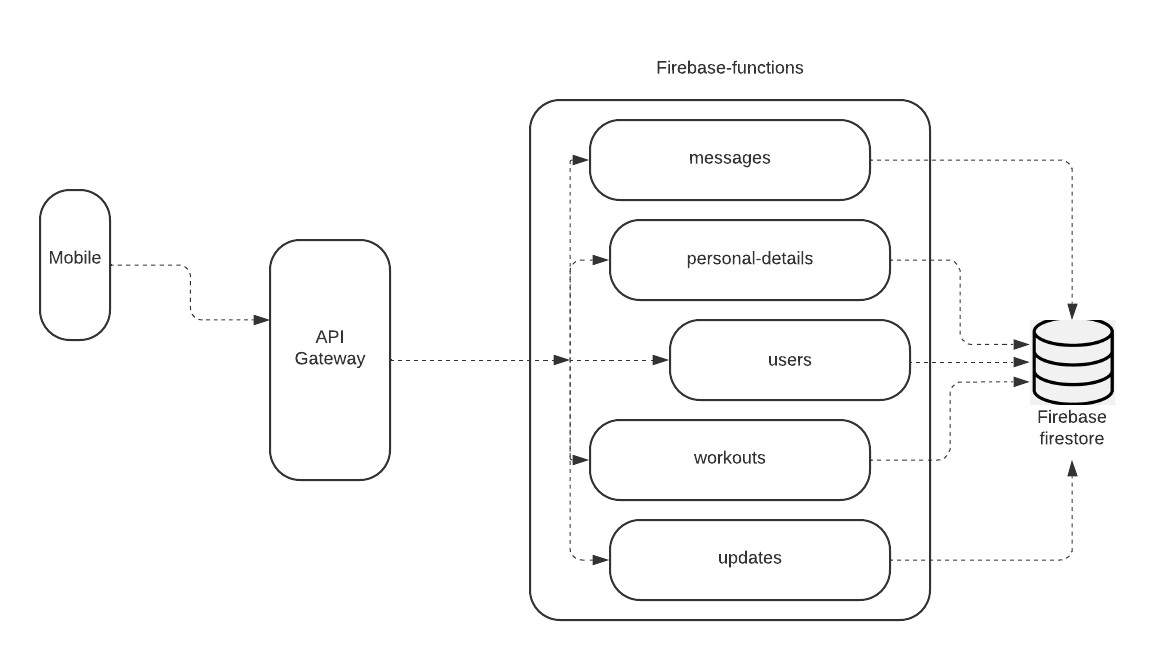 Firebase-functions
messages
Mobile
personal-details
API
Gateway
users
Firebase
firestore
workouts
updates